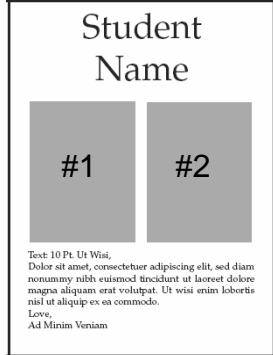 Student
Name
#1 #2
Text: 10 Pt. Ut Wisi,
Dolor sit amet, consectetuer adipiscing elit, sed diam
nonummy nibh euismod tincidunt ut laoreet dolore
magna aliquam erat volutpat. Ut wisi enim lobortis
nisl ut aliquip ex ea commodo.
Love,
Ad Minim Veniam